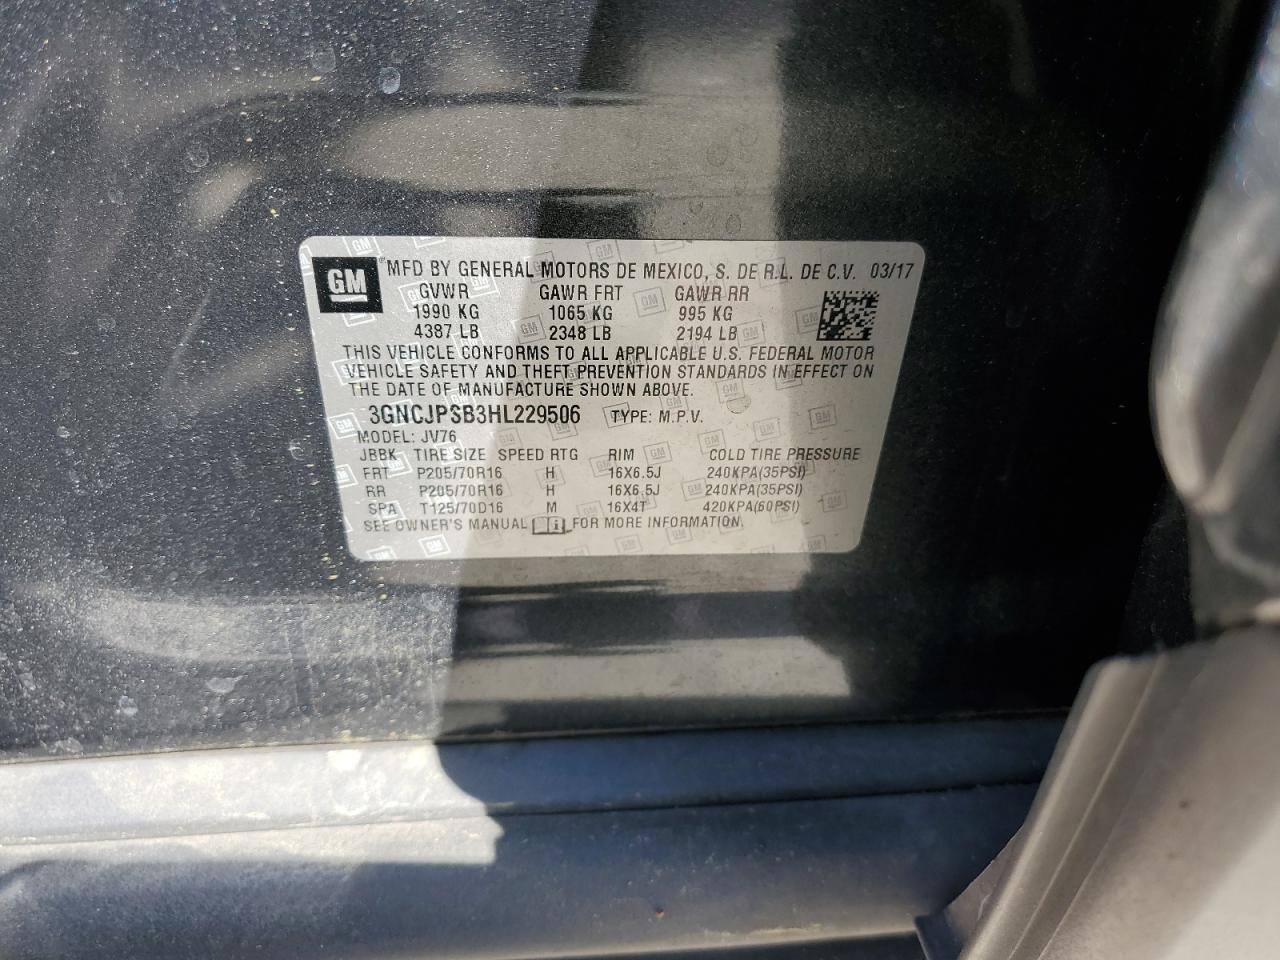 GM ® MFD BY GENERAL MOTORS DE MEXICO, S. DE R.L. DE C.V. 03/17
GVWR GAWR FRT GAWR RR
1990 KG 1065 KG 995 KG
4387 LB 2348 LB 2194 LB
THIS VEHICLE CONFORMS TO ALL APPLICABLE U.S. FEDERAL MOTOR
VEHICLE SAFETY AND THEFT PREVENTION STANDARDS IN EFFECT ON
THE DATE OF MANUFACTURE SHOWN ABOVE.
3GNCJPSB3HL229506 TYPE: M.P.V.
MODEL: JV76
JBBK TIRE SIZE SPEED RTG RIM COLD TIRE PRESSURE
FRT P205/70R16 H 16X6.5J 240KPA(35PSI)
RR P205/70R16 H 16X6.5J 240KPA(35PSI)
SPA T125/70D16 M 16X4T 420KPA(60PSI)
SEE OWNER'S MANUAL FOR MORE INFORMATION